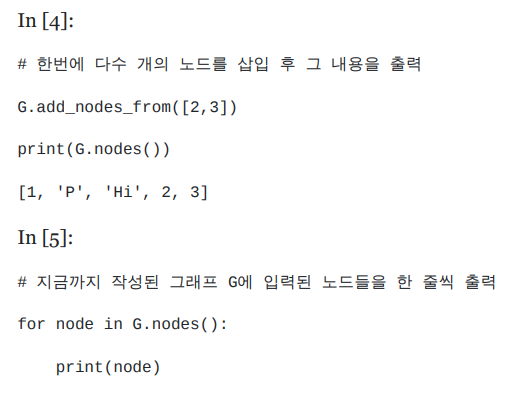 In [4]:
# 한번에 다수 개의 노드를 삽입 후 그 내용을 출력
G.add_nodes_from([2,3])
print(G.nodes())
[1, 'P', 'Hi', 2, 3]
In [5]:
# 지금까지 작성된 그래프 G에 입력된 노드들을 한 줄씩 출력
for node in G.nodes():
    print(node)